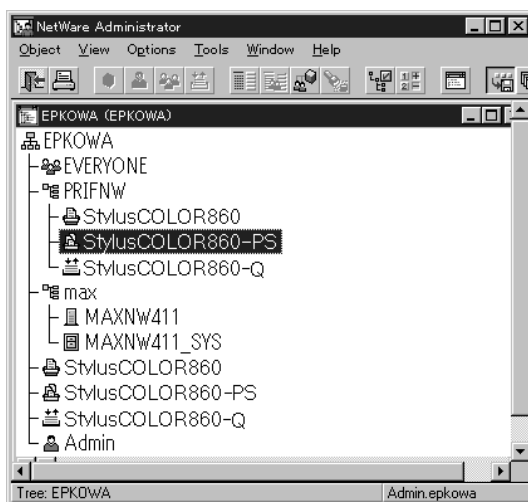 NetWare Administrator
Object View Options Tools Window Help
EPKOWA (EPKOWA)
EPKOWA
EVERYONE
PRIFNW
StylusCOLOR860
StylusCOLOR860-PS
StylusCOLOR860-Q
max
MAXNW411
MAXNW411_SYS
StylusCOLOR860
StylusCOLOR860-PS
StylusCOLOR860-Q
Admin
Tree: EPKOWA Admin.epkowa